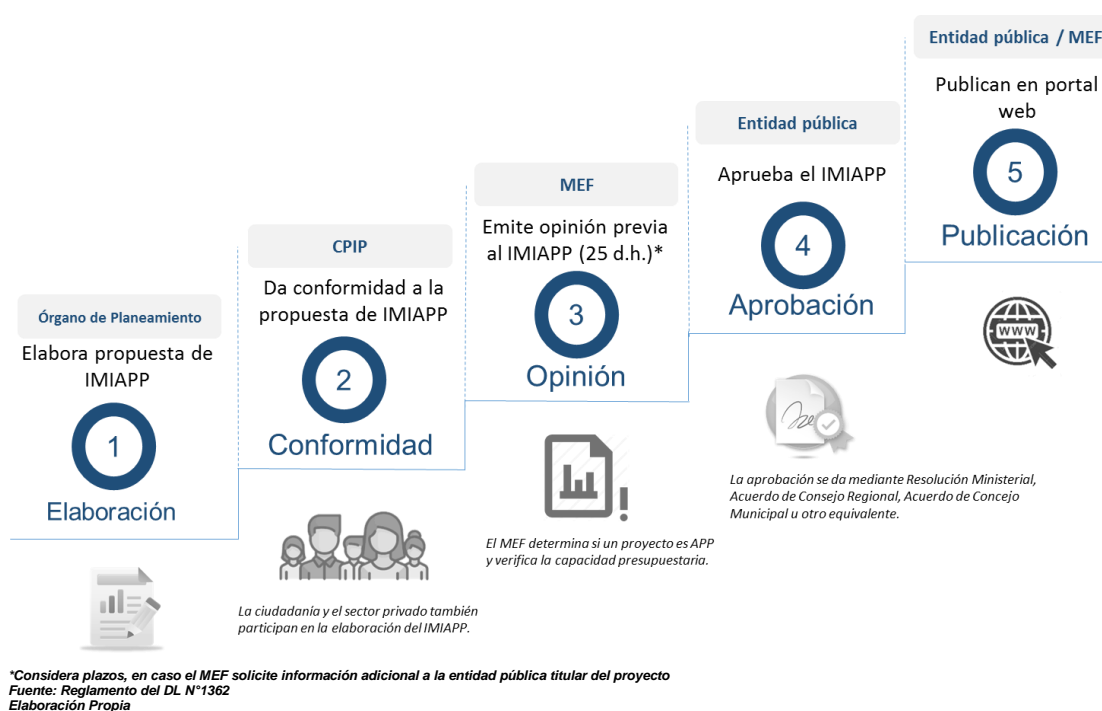 Órgano de Planeamiento
Elabora propuesta de
IMIAPP
1
Elaboración
CPIP
Da conformidad a la
propuesta de IMIAPP
2
Conformidad
La ciudadanía y el sector privado también
participan en la elaboración del IMIAPP.
MEF
Emite opinión previa
al IMIAPP (25 d.h.)*
3
Opinión
El MEF determina si un proyecto es APP
y verifica la capacidad presupuestaria.
Entidad pública
Aprueba el IMIAPP
4
Aprobación
La aprobación se da mediante Resolución Ministerial,
Acuerdo de Consejo Regional, Acuerdo de Concejo
Municipal u otro equivalente.
Entidad pública / MEF
Publican en portal
web
5
Publicación
WWW
*Considera plazos, en caso el MEF solicite información adicional a la entidad pública titular del proyecto
Fuente: Reglamento del DL N°1362
Elaboración Propia